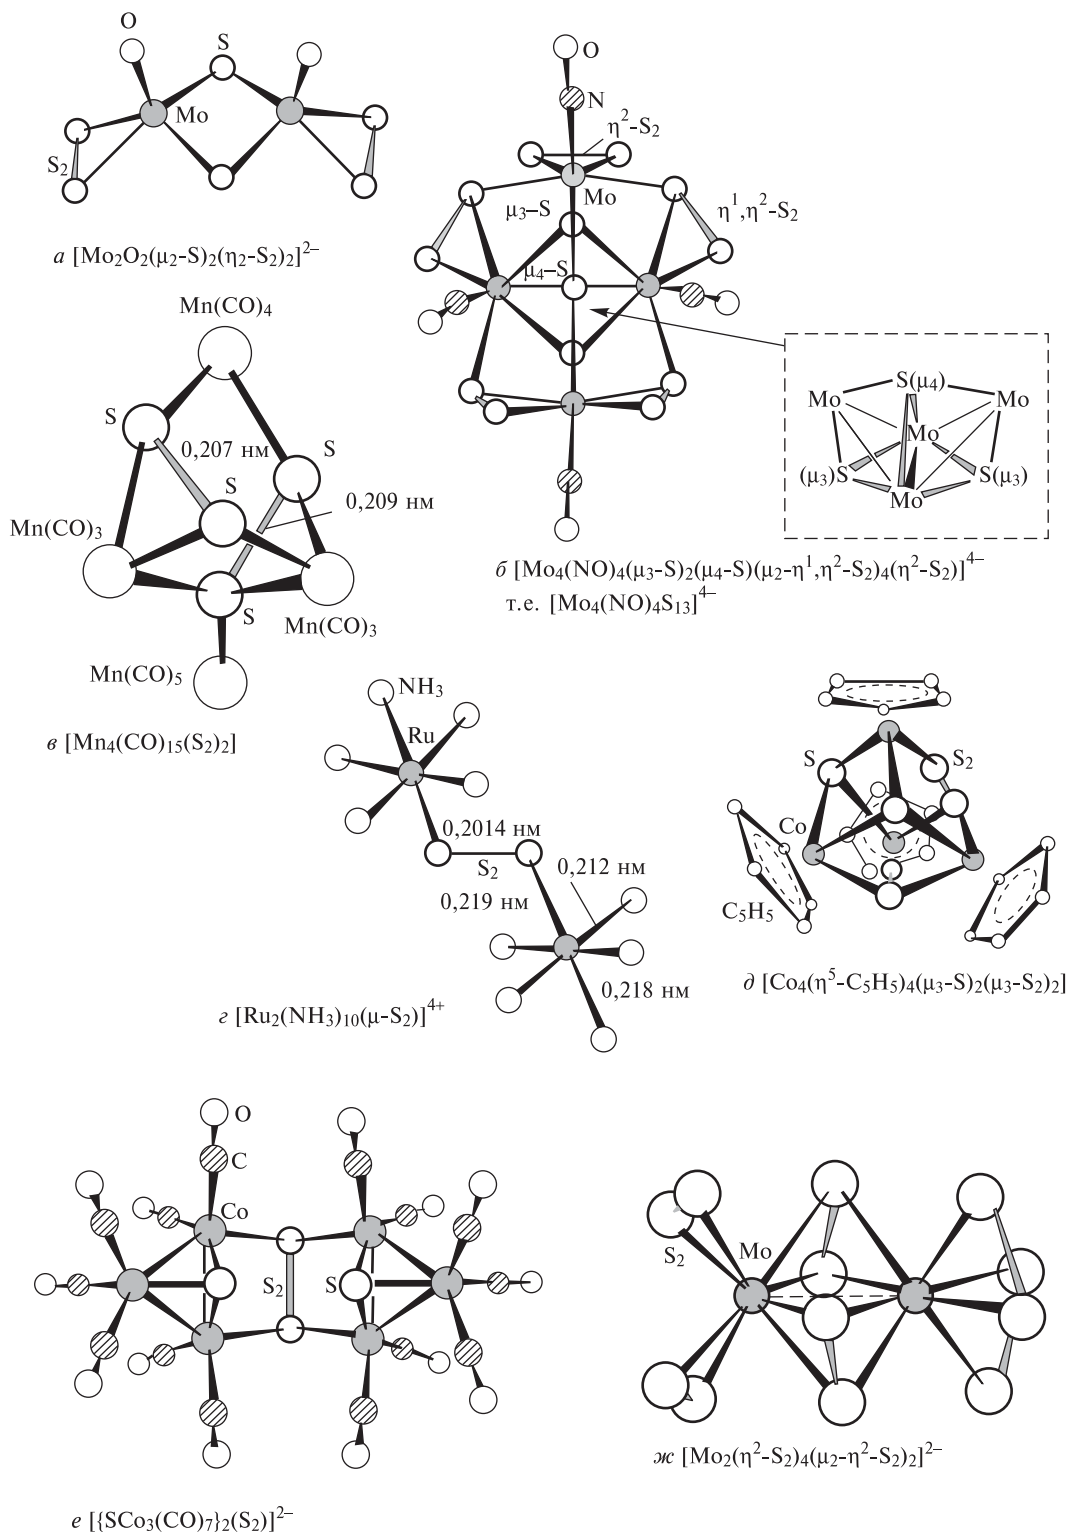 O
S
Mo
S₂
а [Mo₂O₂(μ₂-S)₂(η₂-S₂)₂]²⁻
O
N
η²-S₂
Mo
μ₃–S
η¹,η²-S₂
μ₄–S
S(μ₄)
Mo
Mo
Mo
(μ₃)S
S(μ₃)
Mo
б [Mo₄(NO)₄(μ₃-S)₂(μ₄-S)(μ₂-η¹,η²-S₂)₄(η²-S₂)]⁴⁻
т.е. [Mo₄(NO)₄S₁₃]⁴⁻
Mn(CO)₄
S
0,207 нм
S
S
0,209 нм
Mn(CO)₃
S
Mn(CO)₃
Mn(CO)₅
в [Mn₄(CO)₁₅(S₂)₂]
NH₃
Ru
0,2014 нм
S₂
0,212 нм
0,219 нм
0,218 нм
г [Ru₂(NH₃)₁₀(μ-S₂)]⁴⁺
S
S₂
Co
C₅H₅
д [Co₄(η⁵-C₅H₅)₄(μ₃-S)₂(μ₃-S₂)₂]
O
C
Co
S₂
S
е [{SCo₃(CO)₇}₂(S₂)]²⁻
S₂
Mo
ж [Mo₂(η²-S₂)₄(μ₂-η²-S₂)₂]²⁻